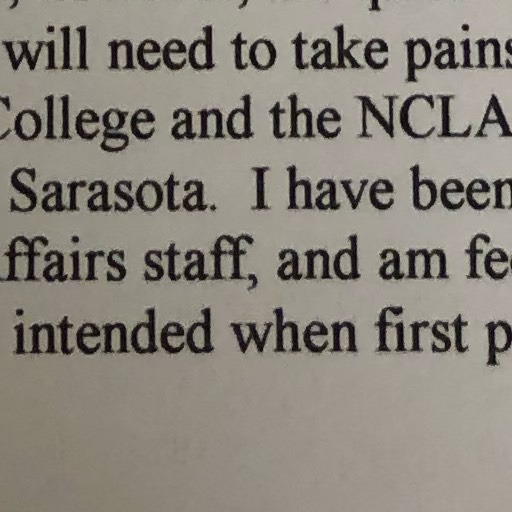 will need to take pains
College and the NCLA
Sarasota. I have been
ffairs staff, and am fe
intended when first p